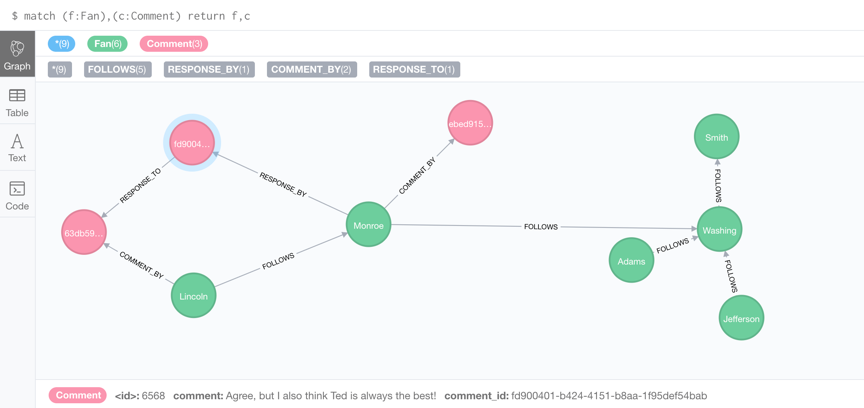 $ match (f:Fan),(c:Comment) return f,c
Graph
*(9) Fan(6) Comment(3)
*(9) FOLLOWS(5) RESPONSE_BY(1) COMMENT_BY(2) RESPONSE_TO(1)
Table
Text
Code
fd9004...
ebed915...
Smith
RESPONSE_TO
RESPONSE_BY
COMMENT_BY
FOLLOWS
63db59...
Monroe
FOLLOWS
Washing
COMMENT_BY
FOLLOWS
Adams
FOLLOWS
FOLLOWS
Lincoln
Jefferson
Comment <id>: 6568 comment: Agree, but I also think Ted is always the best! comment_id: fd900401-b424-4151-b8aa-1f95def54bab